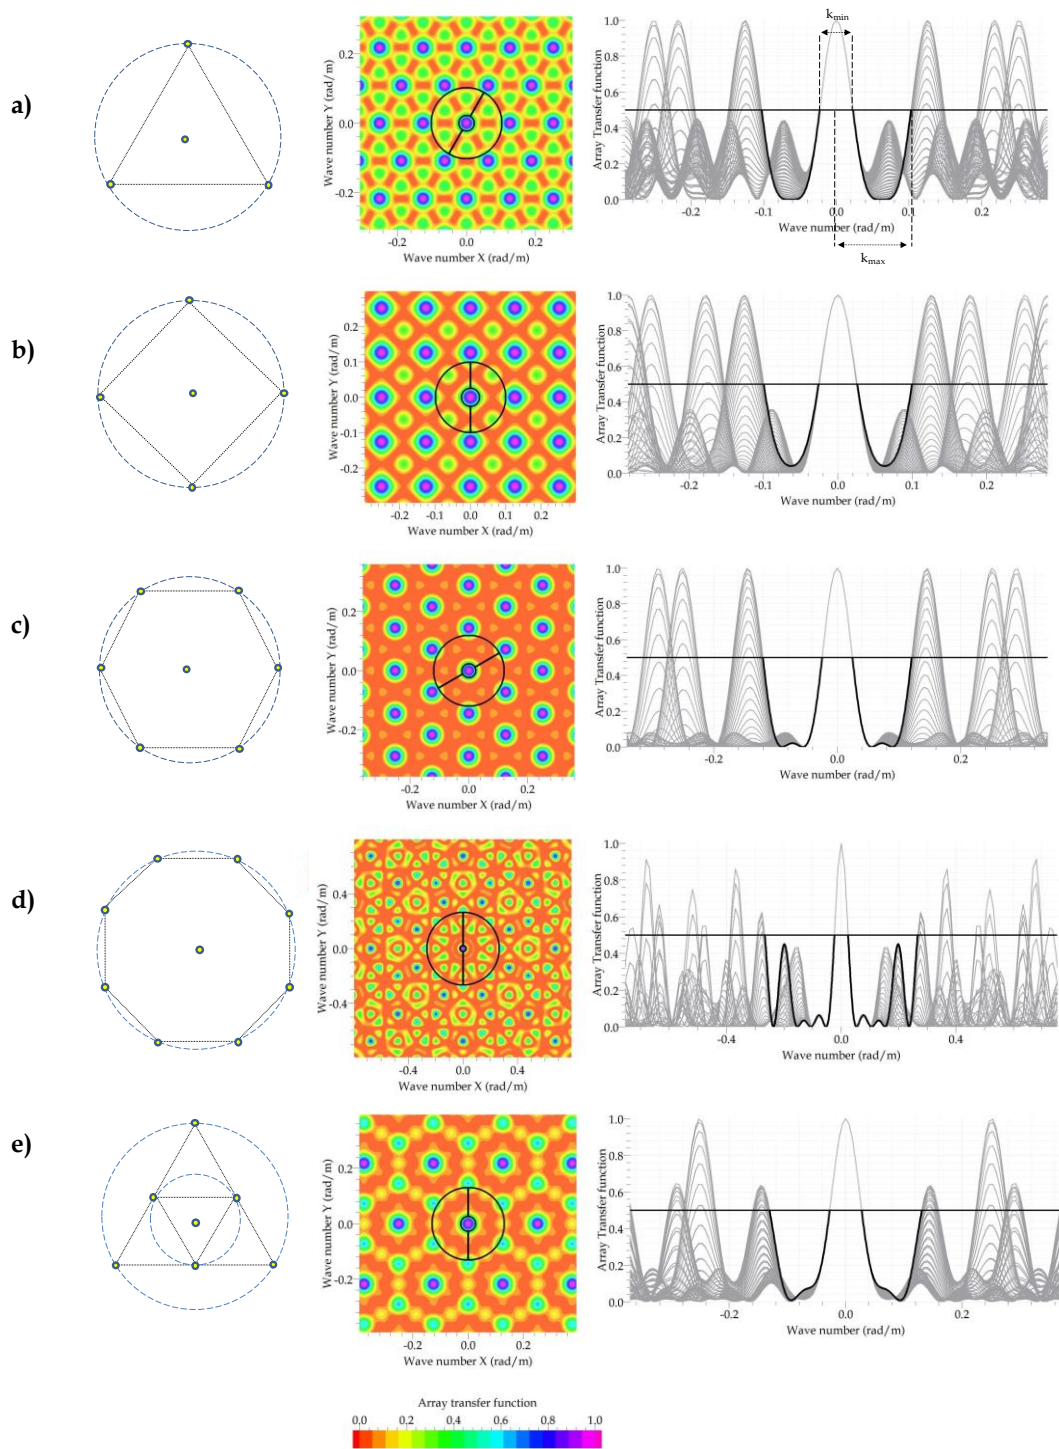 a)
Wave number Y (rad/m)
0.2
0.0
-0.2
-0.2 0.0 0.2
Wave number X (rad/m)
kmin
Array Transfer function
1.0
0.8
0.6
0.4
0.2
0.0
-0.2 -0.1 0.0 0.1 0.2
Wave number (rad/m)
kmax
b)
Wave number Y (rad/m)
0.2
0.1
0.0
-0.1
-0.2
-0.2 -0.1 0.0 0.1 0.2
Wave number X (rad/m)
Array Transfer function
1.0
0.8
0.6
0.4
0.2
0.0
-0.2 -0.1 0.0 0.1 0.2
Wave number (rad/m)
c)
Wave number Y (rad/m)
0.2
0.0
-0.2
-0.2 0.0 0.2
Wave number X (rad/m)
Array Transfer function
1.0
0.8
0.6
0.4
0.2
0.0
-0.2 0.0 0.2
Wave number (rad/m)
d)
Wave number Y (rad/m)
0.4
0.0
-0.4
-0.4 0.0 0.4
Wave number X (rad/m)
Array Transfer function
1.0
0.8
0.6
0.4
0.2
0.0
-0.4 0.0 0.4
Wave number (rad/m)
e)
Wave number Y (rad/m)
0.2
0.0
-0.2
-0.2 0.0 0.2
Wave number X (rad/m)
Array Transfer function
1.0
0.8
0.6
0.4
0.2
0.0
-0.2 0.0 0.2
Wave number (rad/m)
Array transfer function
0.0 0.2 0.4 0.6 0.8 1.0